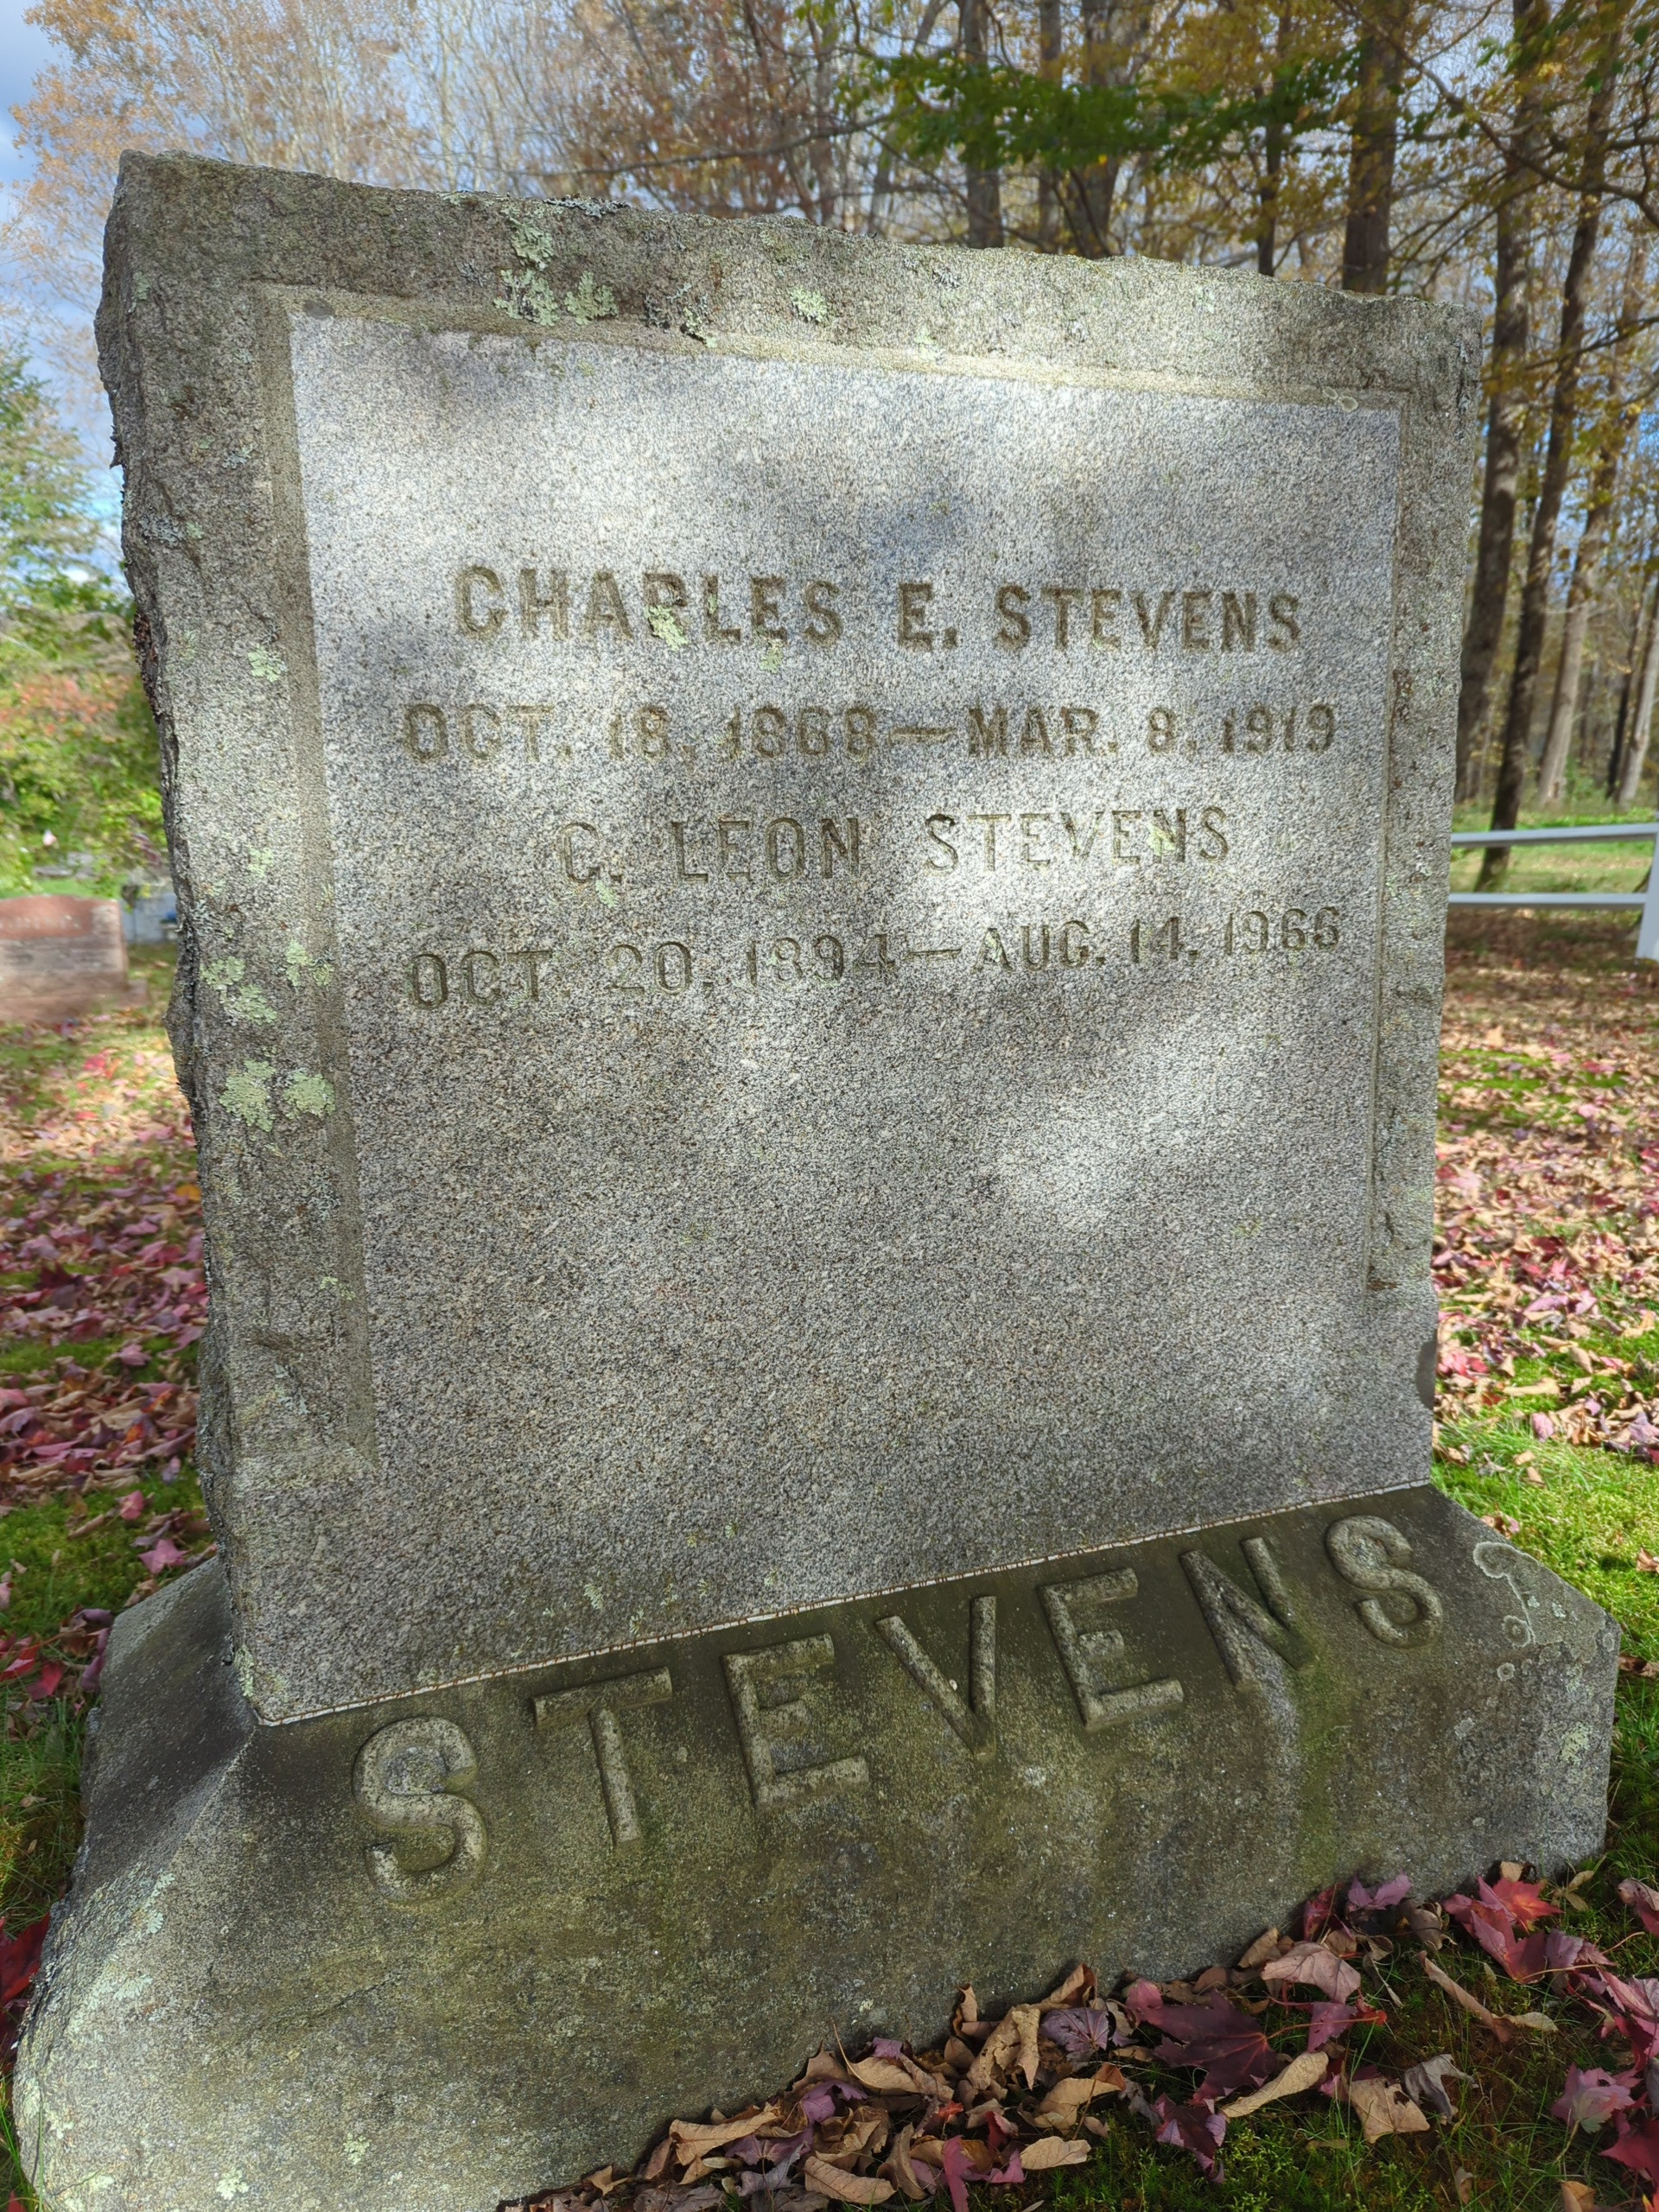 CHARLES E. STEVENS
OCT. 18, 1868 — MAR. 8, 1919
C. LEON STEVENS
OCT. 20, 1894 — AUG. 14, 1966
STEVENS